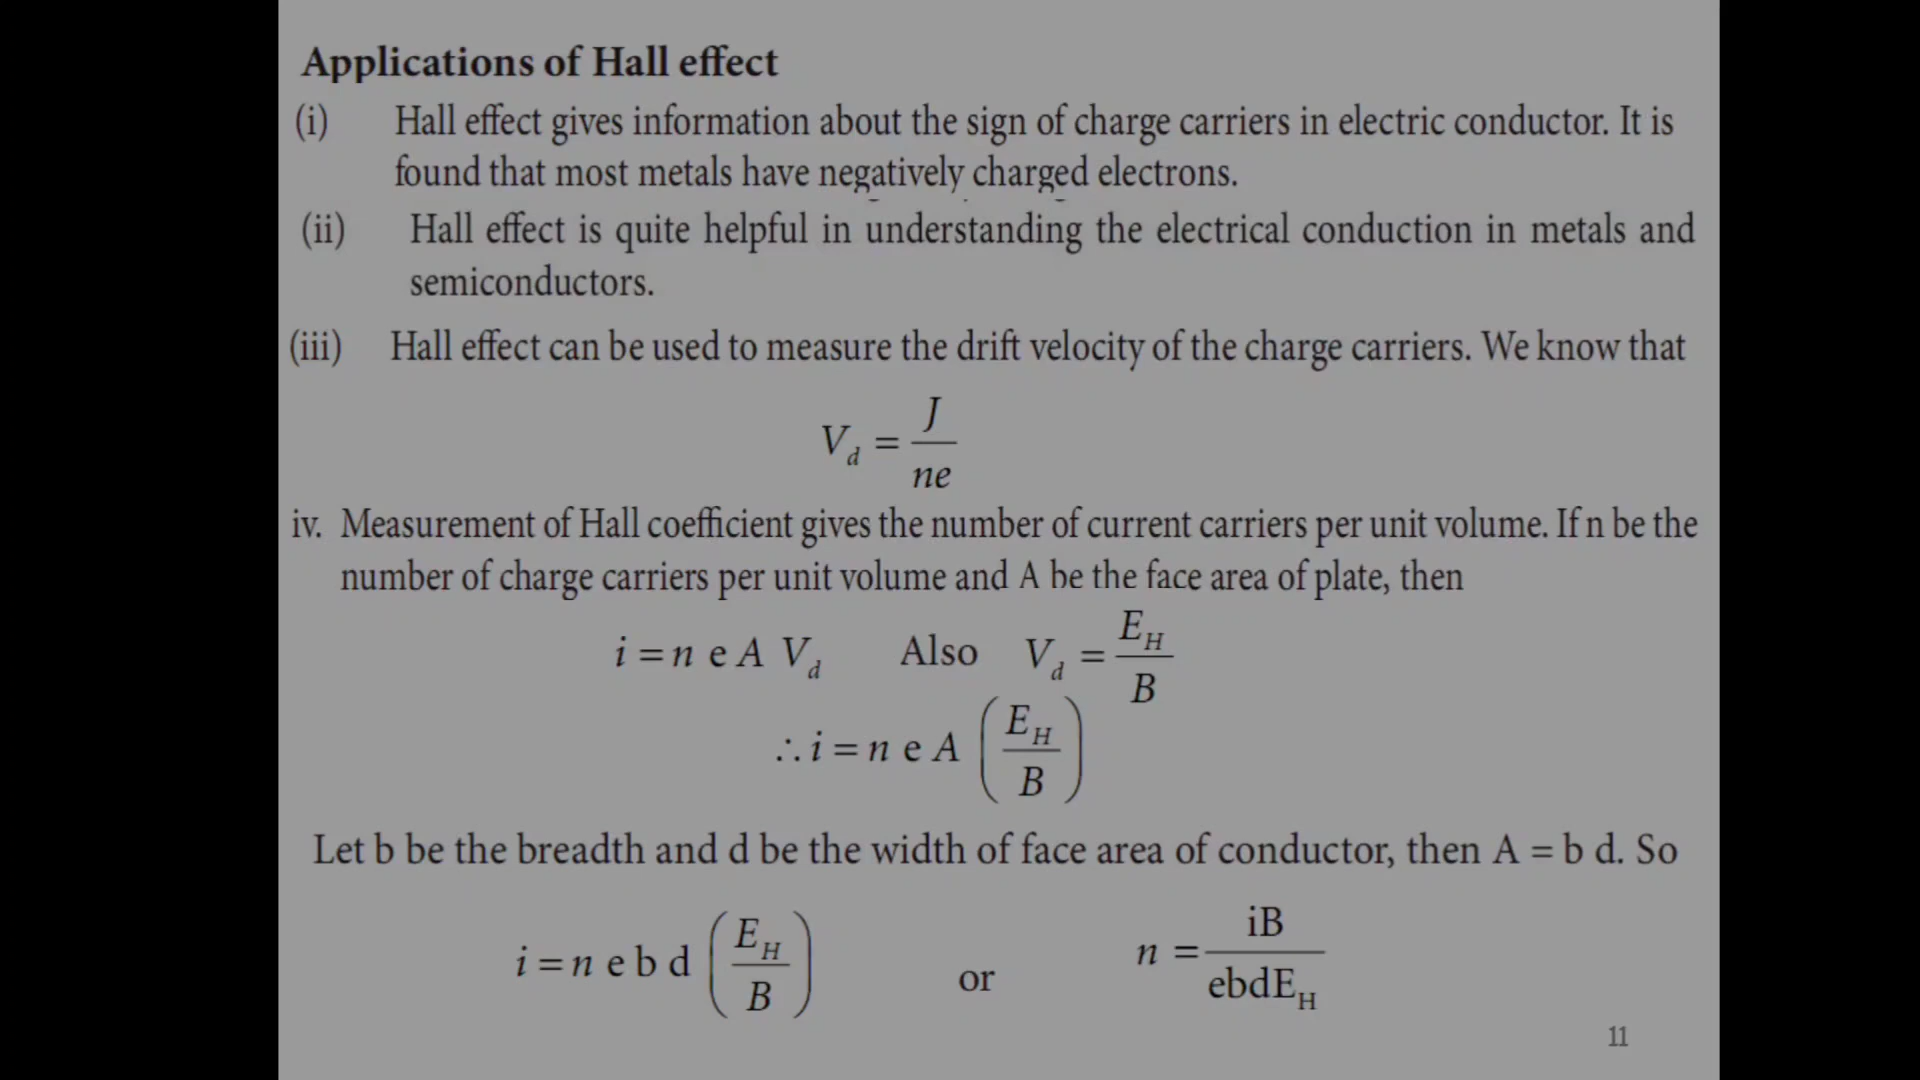 Applications of Hall effect
(i) Hall effect gives information about the sign of charge carriers in electric conductor. It is
found that most metals have negatively charged electrons.
(ii) Hall effect is quite helpful in understanding the electrical conduction in metals and
semiconductors.
(iii) Hall effect can be used to measure the drift velocity of the charge carriers. We know that
V_d = J/ne
iv. Measurement of Hall coefficient gives the number of current carriers per unit volume. If n be the
number of charge carriers per unit volume and A be the face area of plate, then
i = n e A V_d Also V_d = E_H/B
∴ i = n e A (E_H/B)
Let b be the breadth and d be the width of face area of conductor, then A = b d. So
i = n e b d (E_H/B) or n = iB/ebdE_H
11